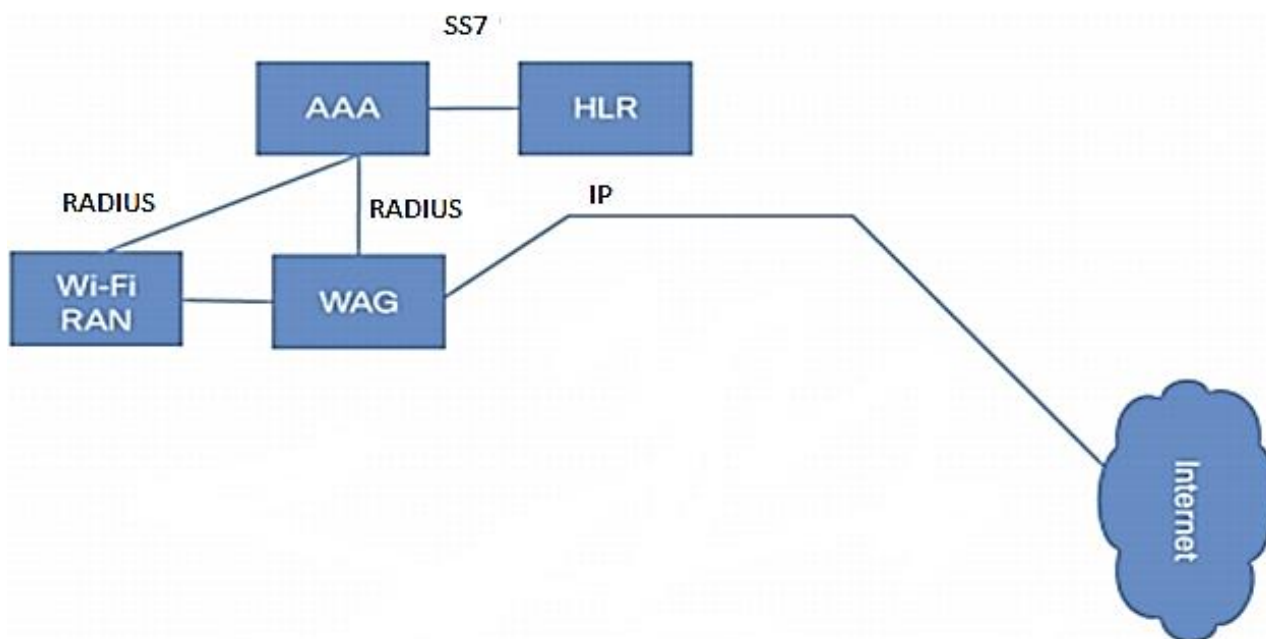 SS7
AAA
HLR
RADIUS
RADIUS
IP
Wi-Fi
RAN
WAG
Internet